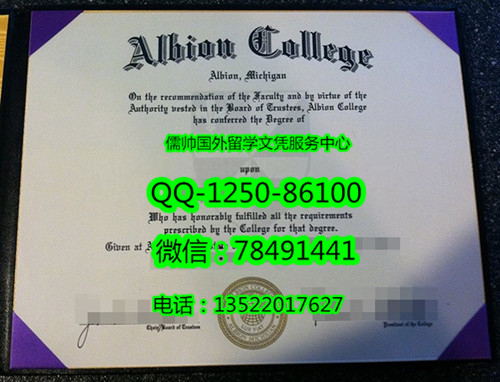 Albion College
Albion, Michigan
On the recommendation of the Faculty and by virtue of the
Authority vested in the Board of Trustees, Albion College
has conferred the Degree of
儒帅国外留学文凭服务中心
upon
QQ-1250-86100
Who has honorably fulfilled all the requirements
prescribed by the College for that degree.
Given at
微信：78491441
电话：13522017627
Chair/Board of Trustees
President of the College